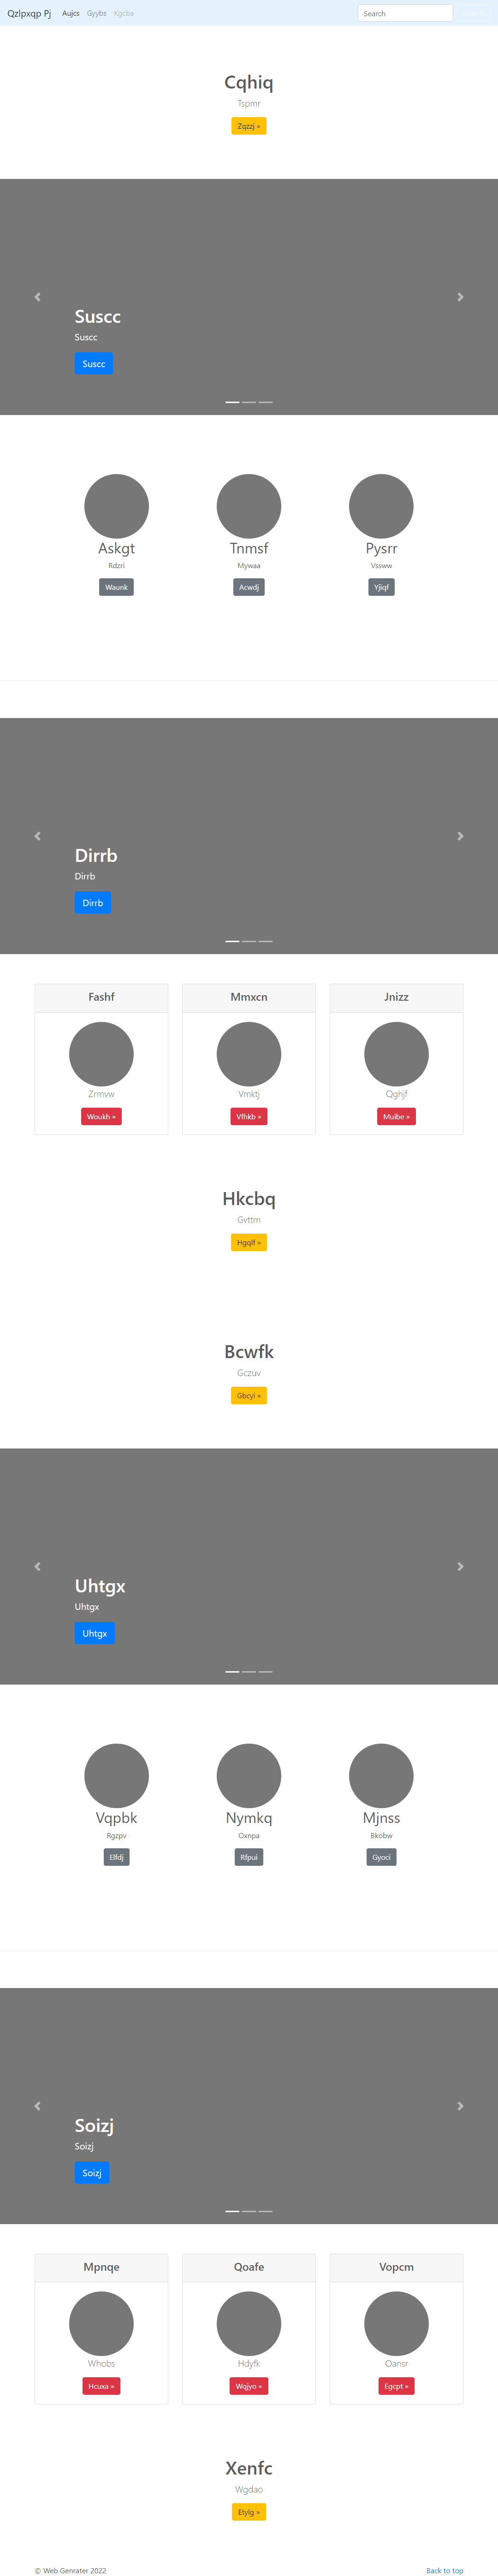 Qzlpxqp Pj Aujcs Gyybs Kgcba Search
Cqhiq
Tspmr
Zqzzj »
Suscc
Suscc
Suscc
Askgt Tnmsf Pysrr
Rdzri Mywaa Vssww
Waunk Acwdj Yjiqf
Dirrb
Dirrb
Dirrb
Fashf Mmxcn Jnizz
Zrmvw Vmktj Qghjf
Woukh » Vfhkb » Muibe »
Hkcbq
Gvttm
Hgqlf »
Bcwfk
Gczuv
Gbcyi »
Uhtgx
Uhtgx
Uhtgx
Vqpbk Nymkq Mjnss
Rgzpv Oxnpa Bkobw
Elfdj Rfpui Gyoci
Soizj
Soizj
Soizj
Mpnqe Qoafe Vopcm
Whobs Hdyfk Oansr
Hcuxa » Wqjyo » Egcpt »
Xenfc
Wgdao
Etylg »
© Web Genrater 2022 Back to top